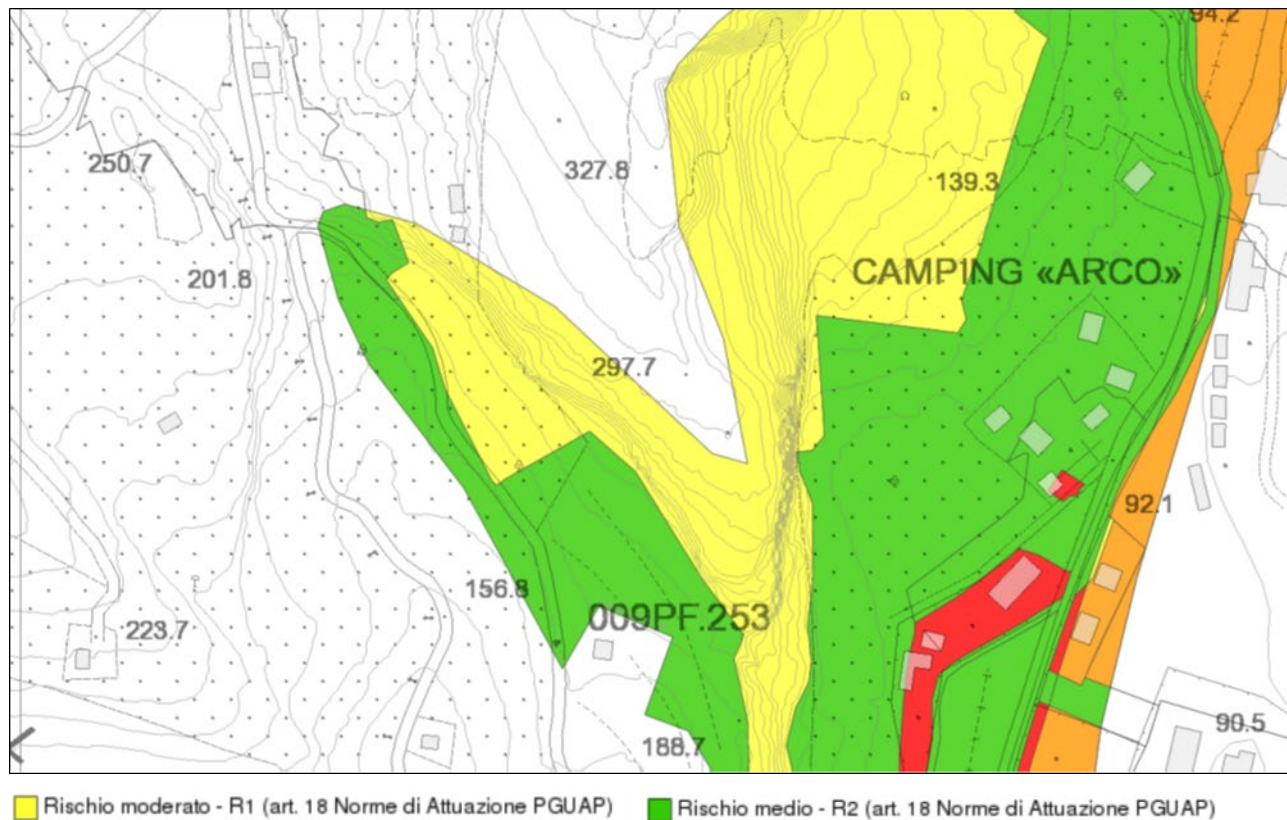 94.2
250.7
327.8
139.3
201.8
CAMPING «ARCO»
297.7
92.1
156.8
009PF.253
223.7
90.5
188.7
Rischio moderato - R1 (art. 18 Norme di Attuazione PGUAP)
Rischio medio - R2 (art. 18 Norme di Attuazione PGUAP)